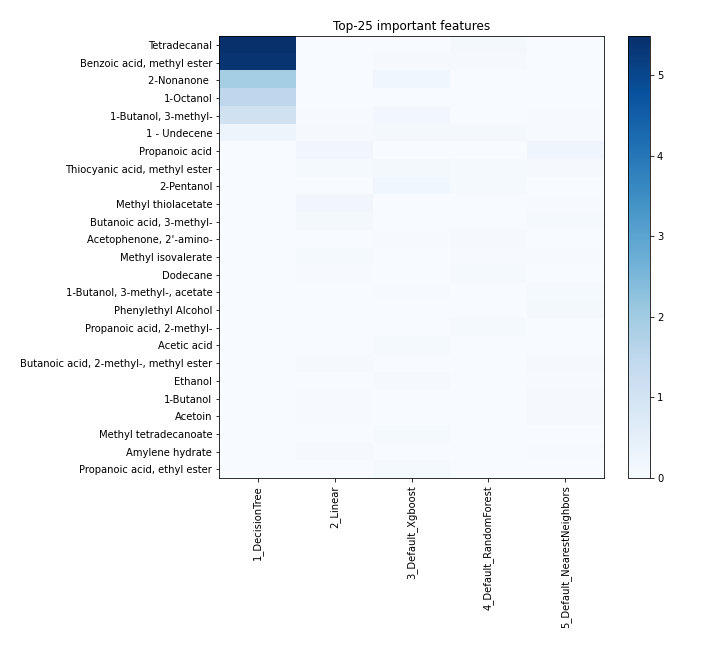 Top-25 important features
Tetradecanal
Benzoic acid, methyl ester
2-Nonanone
1-Octanol
1-Butanol, 3-methyl-
1 - Undecene
Propanoic acid
Thiocyanic acid, methyl ester
2-Pentanol
Methyl thiolacetate
Butanoic acid, 3-methyl-
Acetophenone, 2'-amino-
Methyl isovalerate
Dodecane
1-Butanol, 3-methyl-, acetate
Phenylethyl Alcohol
Propanoic acid, 2-methyl-
Acetic acid
Butanoic acid, 2-methyl-, methyl ester
Ethanol
1-Butanol
Acetoin
Methyl tetradecanoate
Amylene hydrate
Propanoic acid, ethyl ester
1_DecisionTree
2_Linear
3_Default_Xgboost
4_Default_RandomForest
5_Default_NearestNeighbors
5
4
3
2
1
0